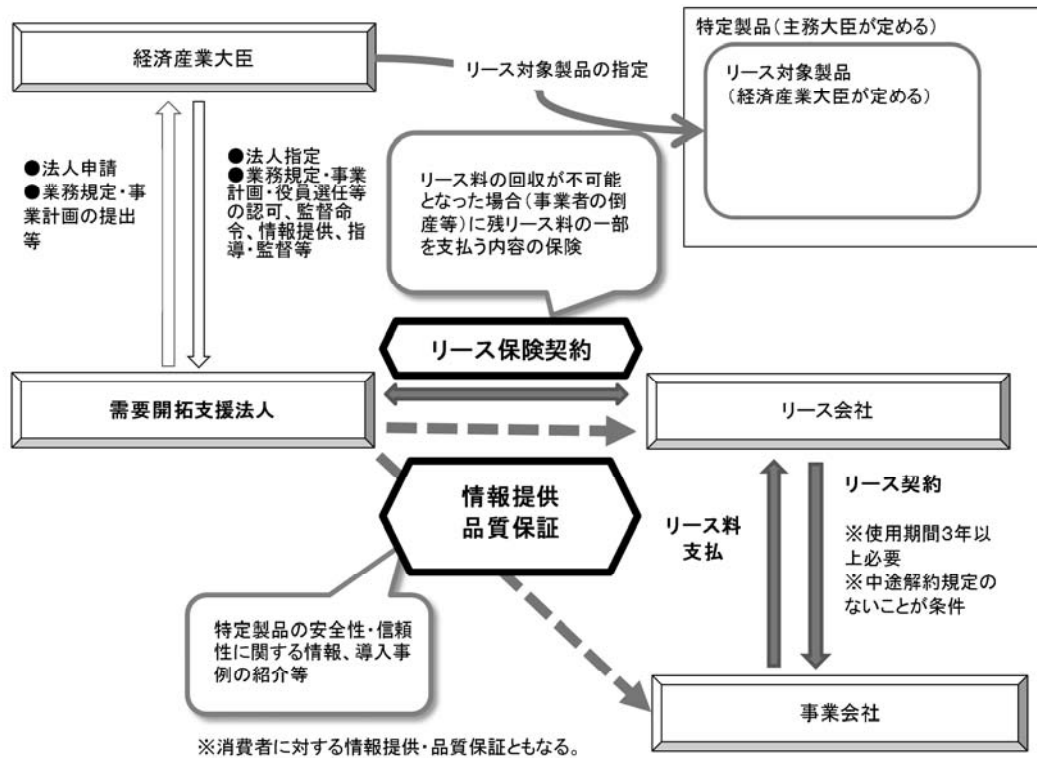 経済産業大臣
リース対象製品の指定
特定製品(主務大臣が定める)
リース対象製品
(経済産業大臣が定める)
●法人申請
●業務規定・事
業計画の提出
等
●法人指定
●業務規定・事業
計画・役員選任等
の認可、監督命
令、情報提供、指
導・監督等
リース料の回収が不可能
となった場合(事業者の倒
産等)に残リース料の一部
を支払う内容の保険
リース保険契約
需要開拓支援法人
リース会社
情報提供
品質保証
リース料
支払
リース契約
※使用期間3年以
上必要
※中途解約規定の
ないことが条件
特定製品の安全性・信頼
性に関する情報、導入事
例の紹介等
事業会社
※消費者に対する情報提供・品質保証ともなる。